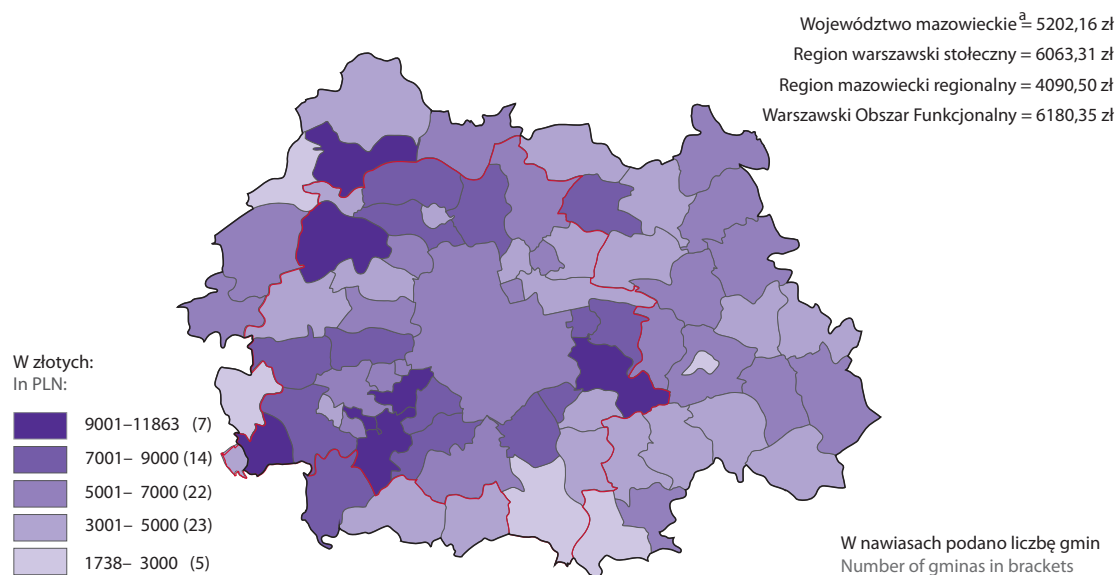 Województwo mazowieckie a = 5202,16 zł
Region warszawski stołeczny = 6063,31 zł
Region mazowiecki regionalny = 4090,50 zł
Warszawski Obszar Funkcjonalny = 6180,35 zł
W złotych:
In PLN:
9001–11863 (7)
7001– 9000 (14)
5001– 7000 (22)
3001– 5000 (23)
1738– 3000 (5)
W nawiasach podano liczbę gmin
Number of gminas in brackets